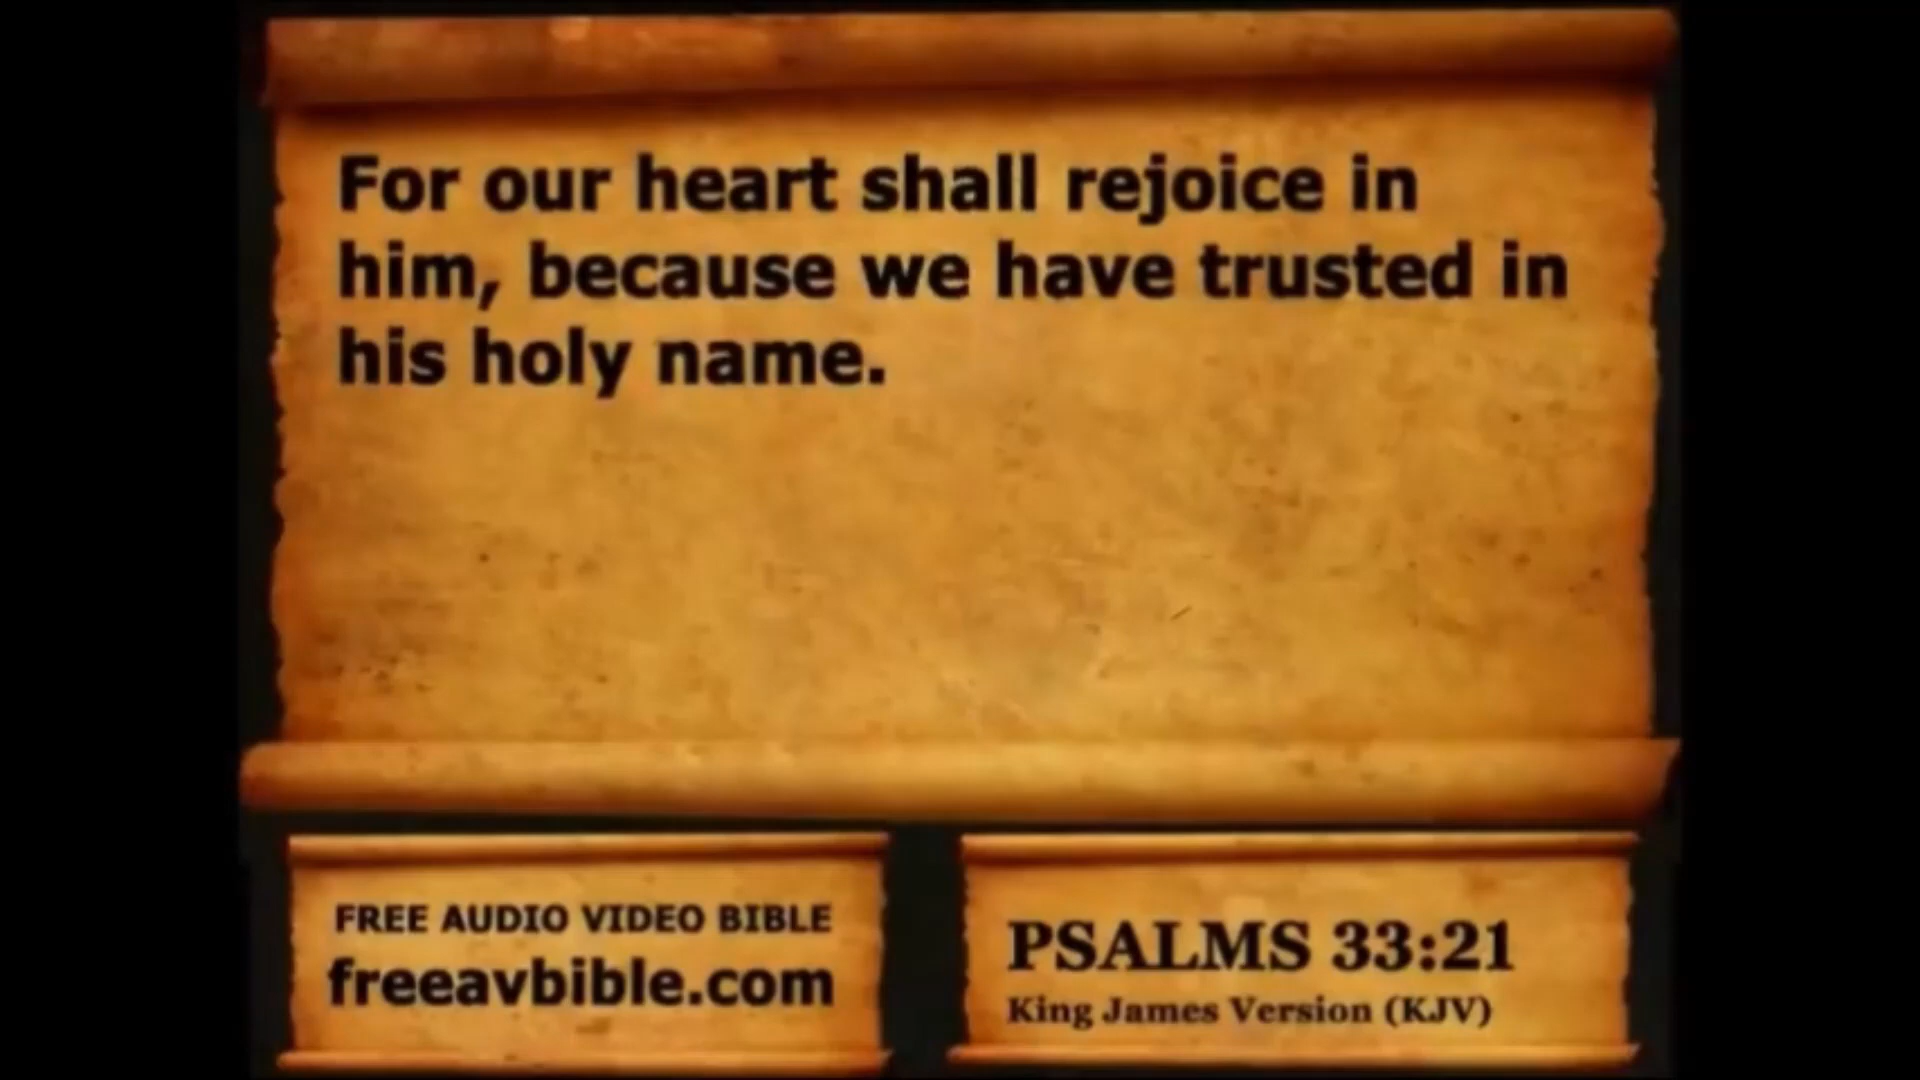 For our heart shall rejoice in
him, because we have trusted in
his holy name.
FREE AUDIO VIDEO BIBLE
freeavbible.com
PSALMS 33:21
King James Version (KJV)